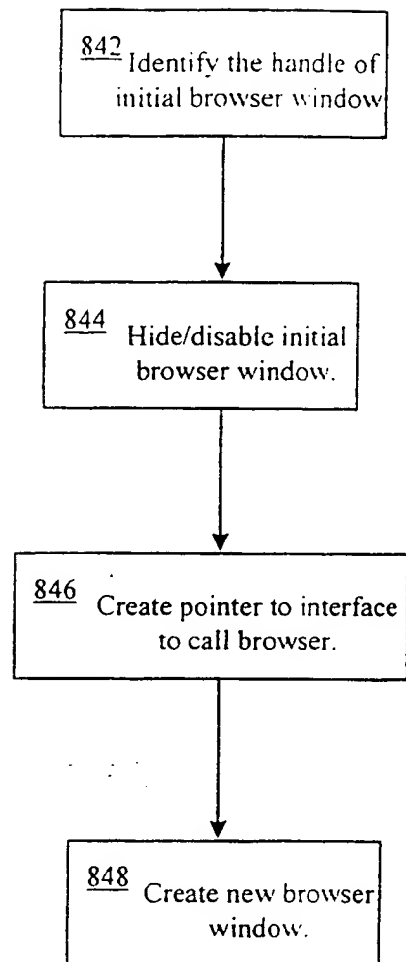 842 Identify the handle of
initial browser window
844 Hide/disable initial
browser window.
846 Create pointer to interface
to call browser.
848 Create new browser
window.